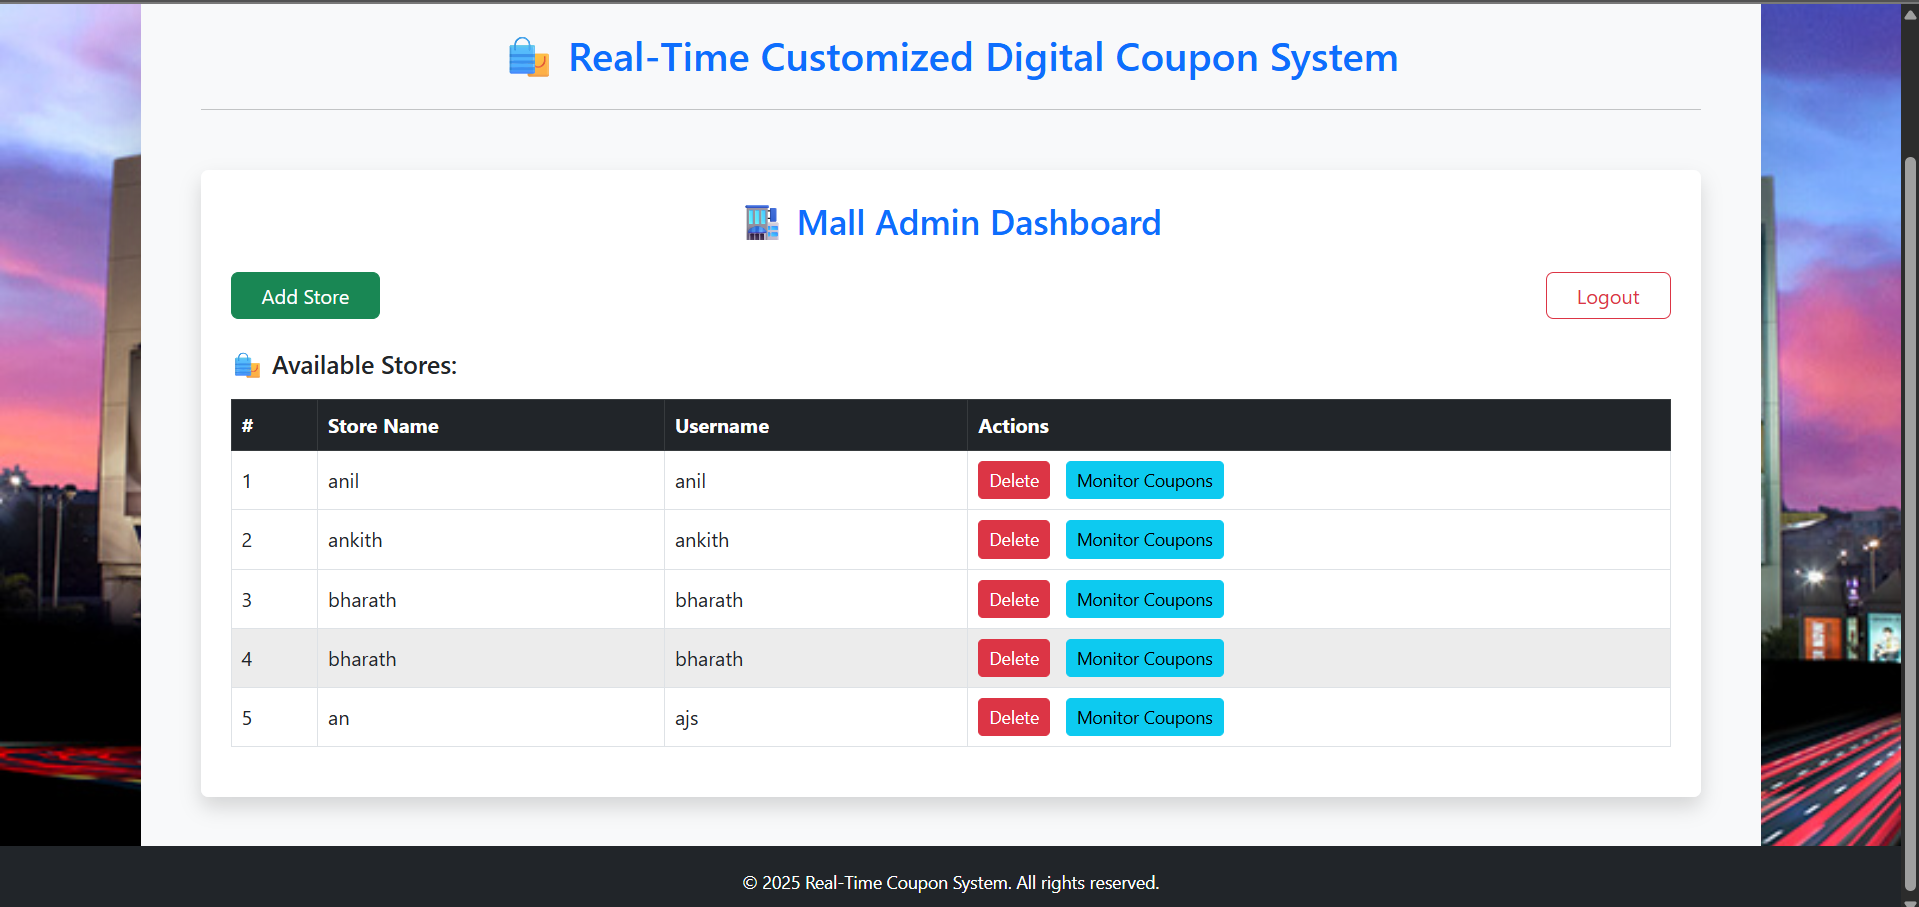 Real-Time Customized Digital Coupon System
Mall Admin Dashboard
Add Store Logout
Available Stores:
# Store Name Username Actions
1 anil anil Delete Monitor Coupons
2 ankith ankith Delete Monitor Coupons
3 bharath bharath Delete Monitor Coupons
4 bharath bharath Delete Monitor Coupons
5 an ajs Delete Monitor Coupons
© 2025 Real-Time Coupon System. All rights reserved.